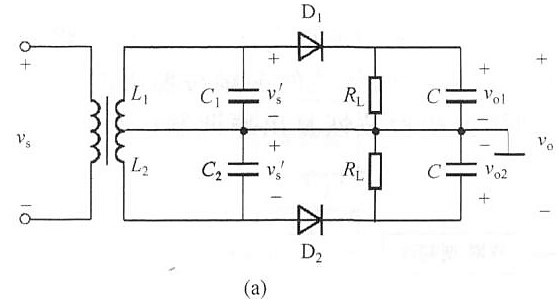 D1
+ + + +
L1 C1 vs′ RL C vo1
−
vs − vo
L2 + C2 vs′ RL C vo2
− − + −
D2
(a)